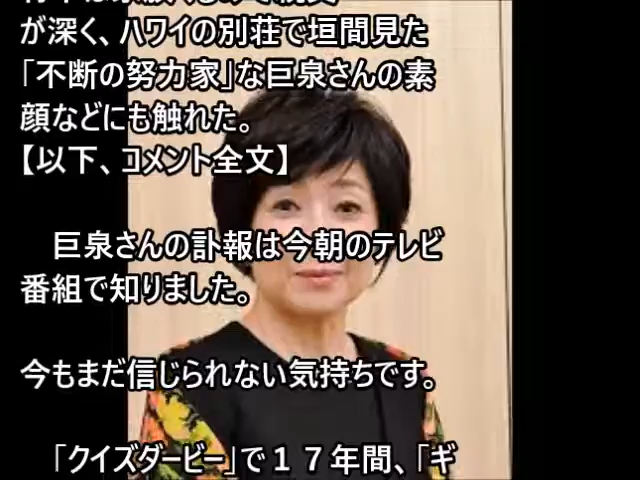 が深く、ハワイの別荘で垣間見た
「不断の努力家」な巨泉さんの素
顔などにも触れた。
【以下、コメント全文】
巨泉さんの訃報は今朝のテレビ
番組で知りました。
今もまだ信じられない気持ちです。
「クイズダービー」で１７年間、「ギ